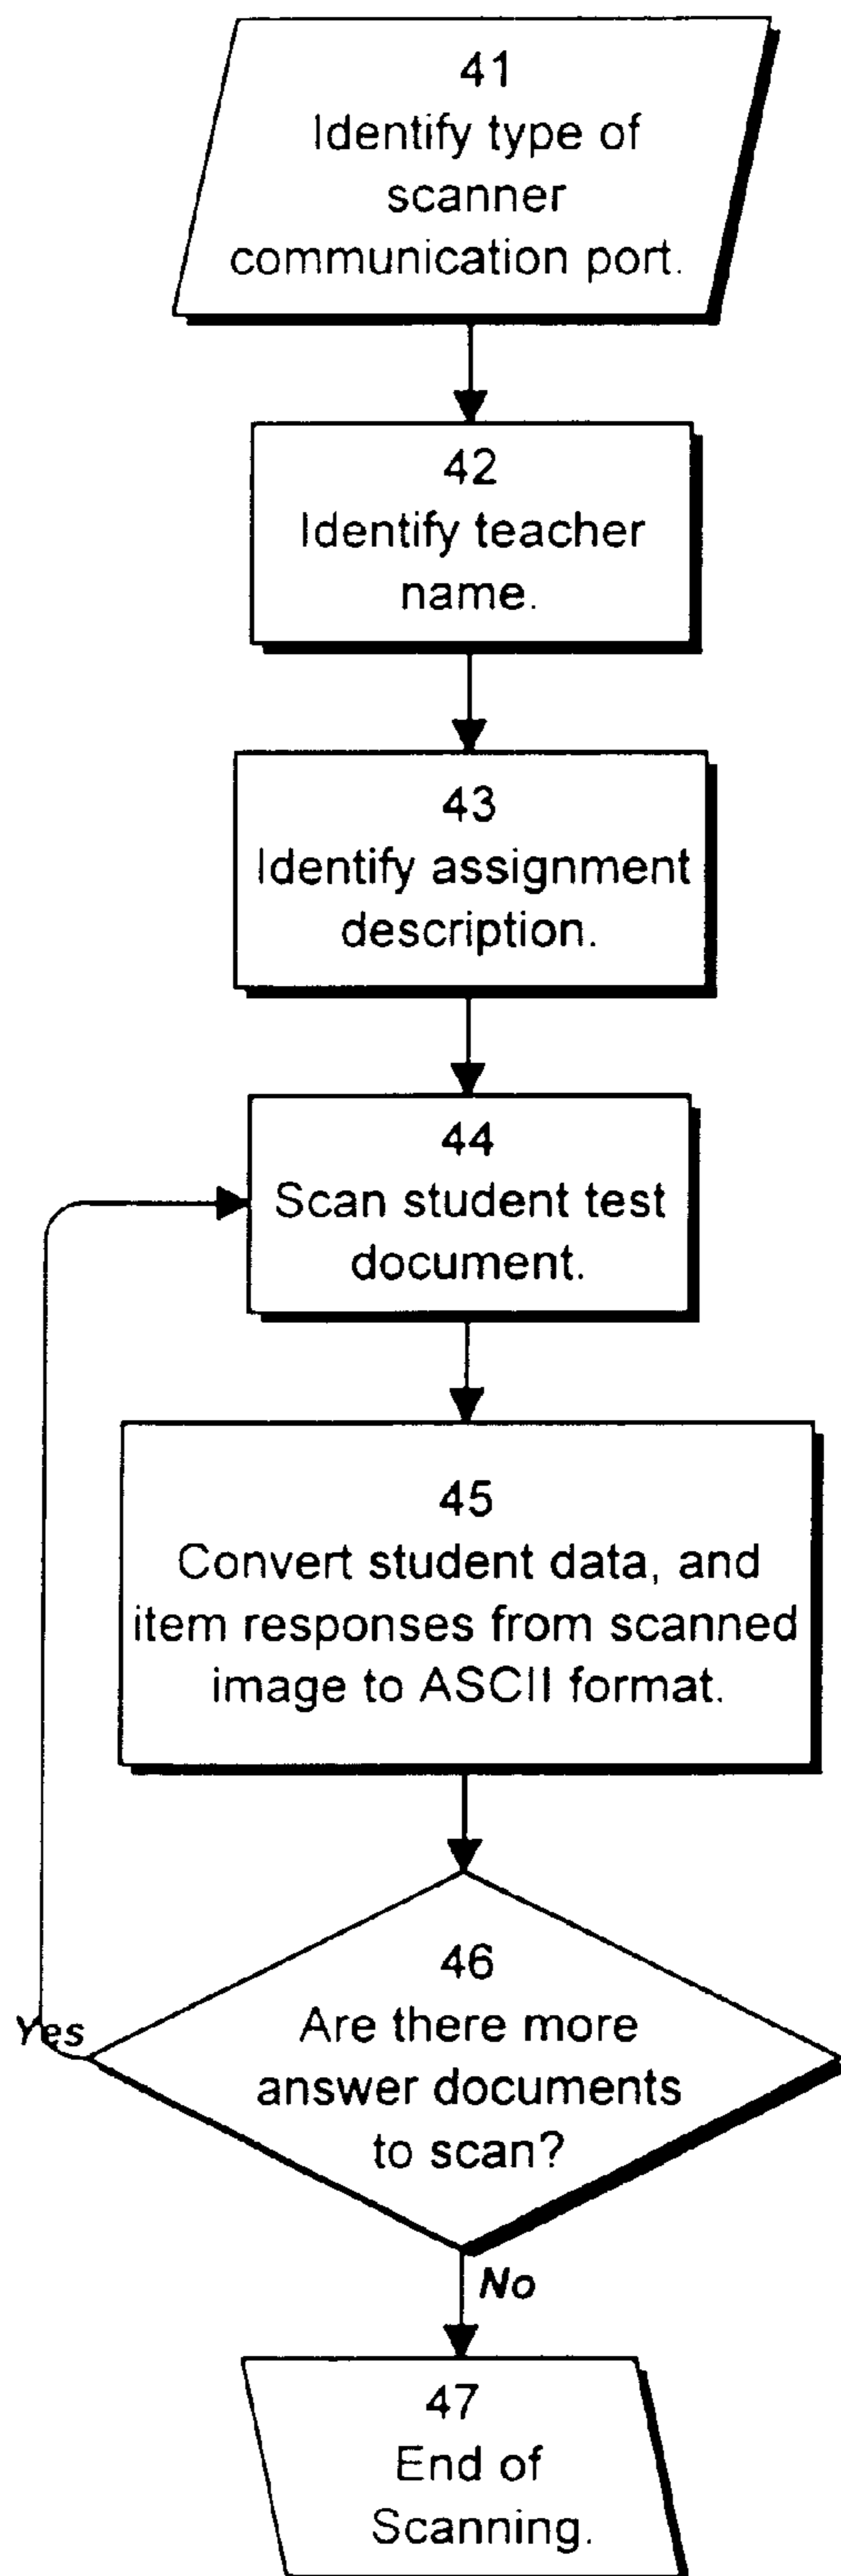 41
Identify type of
scanner
communication port.
42
Identify teacher
name.
43
Identify assignment
description.
44
Scan student test
document.
45
Convert student data, and
item responses from scanned
image to ASCII format.
46
Are there more
answer documents
to scan?
Yes
No
47
End of
Scanning.